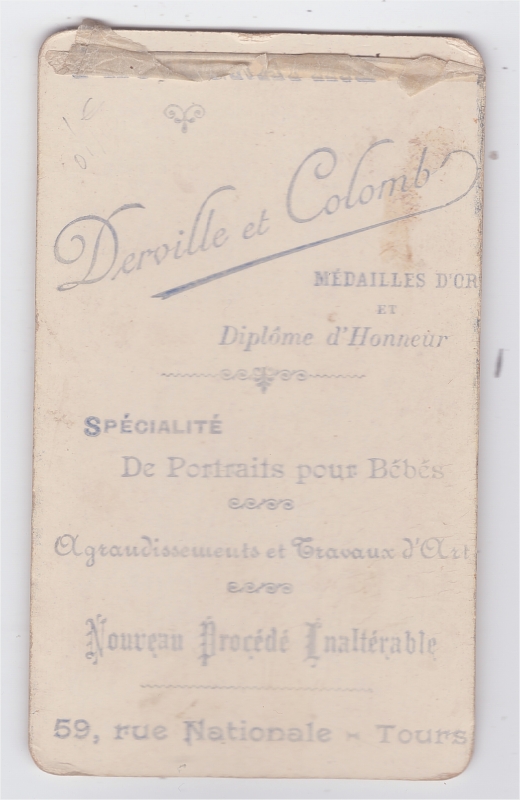 Derville et Colomb
MÉDAILLES D'OR
ET
Diplôme d'Honneur
SPÉCIALITÉ
De Portraits pour Bébés
Agrandissements et Travaux d'Art
Nouveau Procédé Inaltérable
59, rue Nationale - Tours